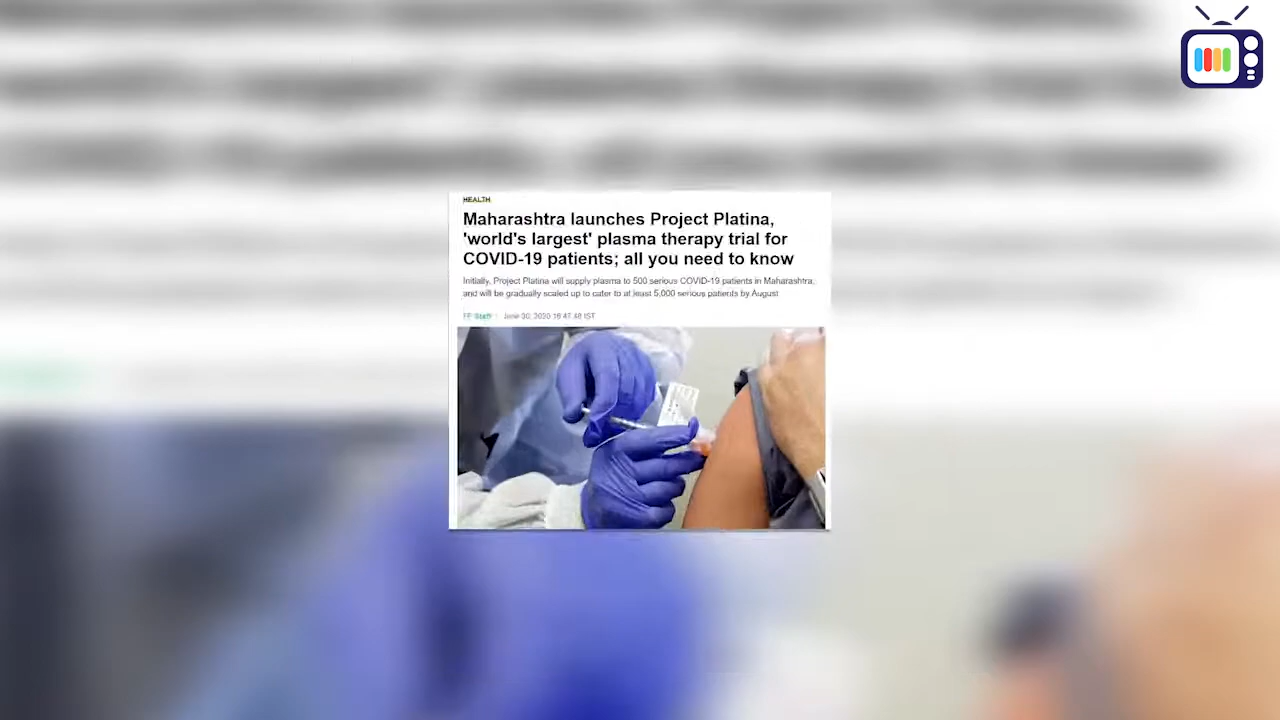 HEALTH
Maharashtra launches Project Platina,
'world's largest' plasma therapy trial for
COVID-19 patients; all you need to know
Initially, Project Platina will supply plasma to 500 serious COVID-19 patients in Maharashtra,
and will be gradually scaled up to cater to at least 5,000 serious patients by August
FP Staff June 30, 2020 16:47:48 IST